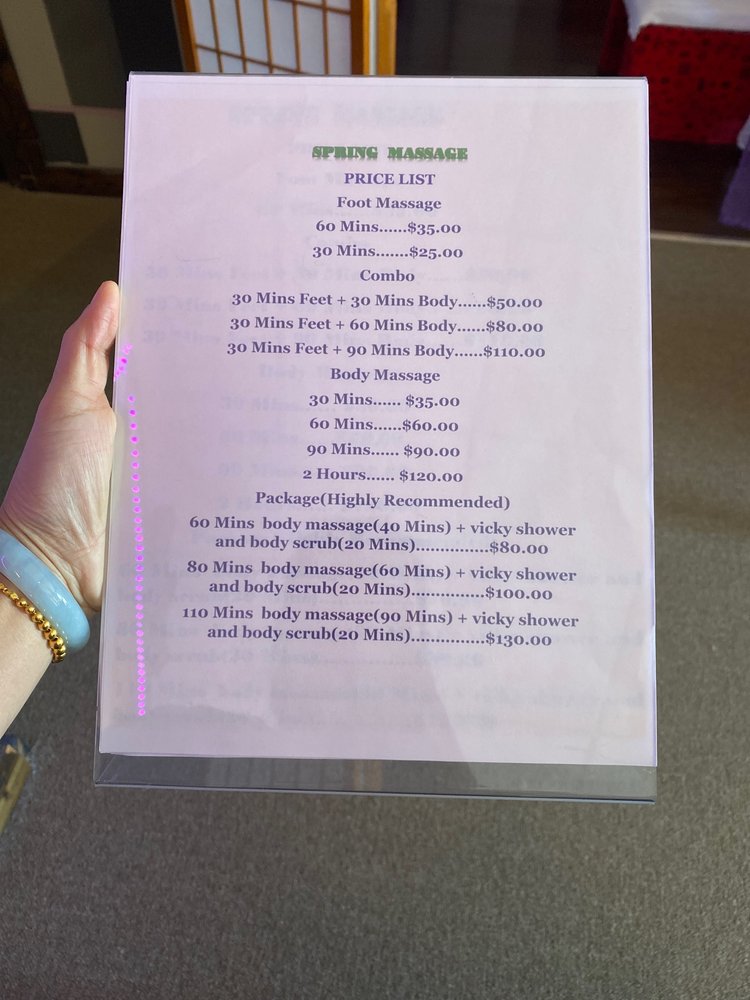 SPRING MASSAGE
PRICE LIST
Foot Massage
60 Mins......$35.00
30 Mins.......$25.00
Combo
30 Mins Feet + 30 Mins Body......$50.00
30 Mins Feet + 60 Mins Body......$80.00
30 Mins Feet + 90 Mins Body......$110.00
Body Massage
30 Mins...... $35.00
60 Mins......$60.00
90 Mins...... $90.00
2 Hours...... $120.00
Package(Highly Recommended)
60 Mins body massage(40 Mins) + vicky shower
and body scrub(20 Mins)...............$80.00
80 Mins body massage(60 Mins) + vicky shower
and body scrub(20 Mins)...............$100.00
110 Mins body massage(90 Mins) + vicky shower
and body scrub(20 Mins)...............$130.00